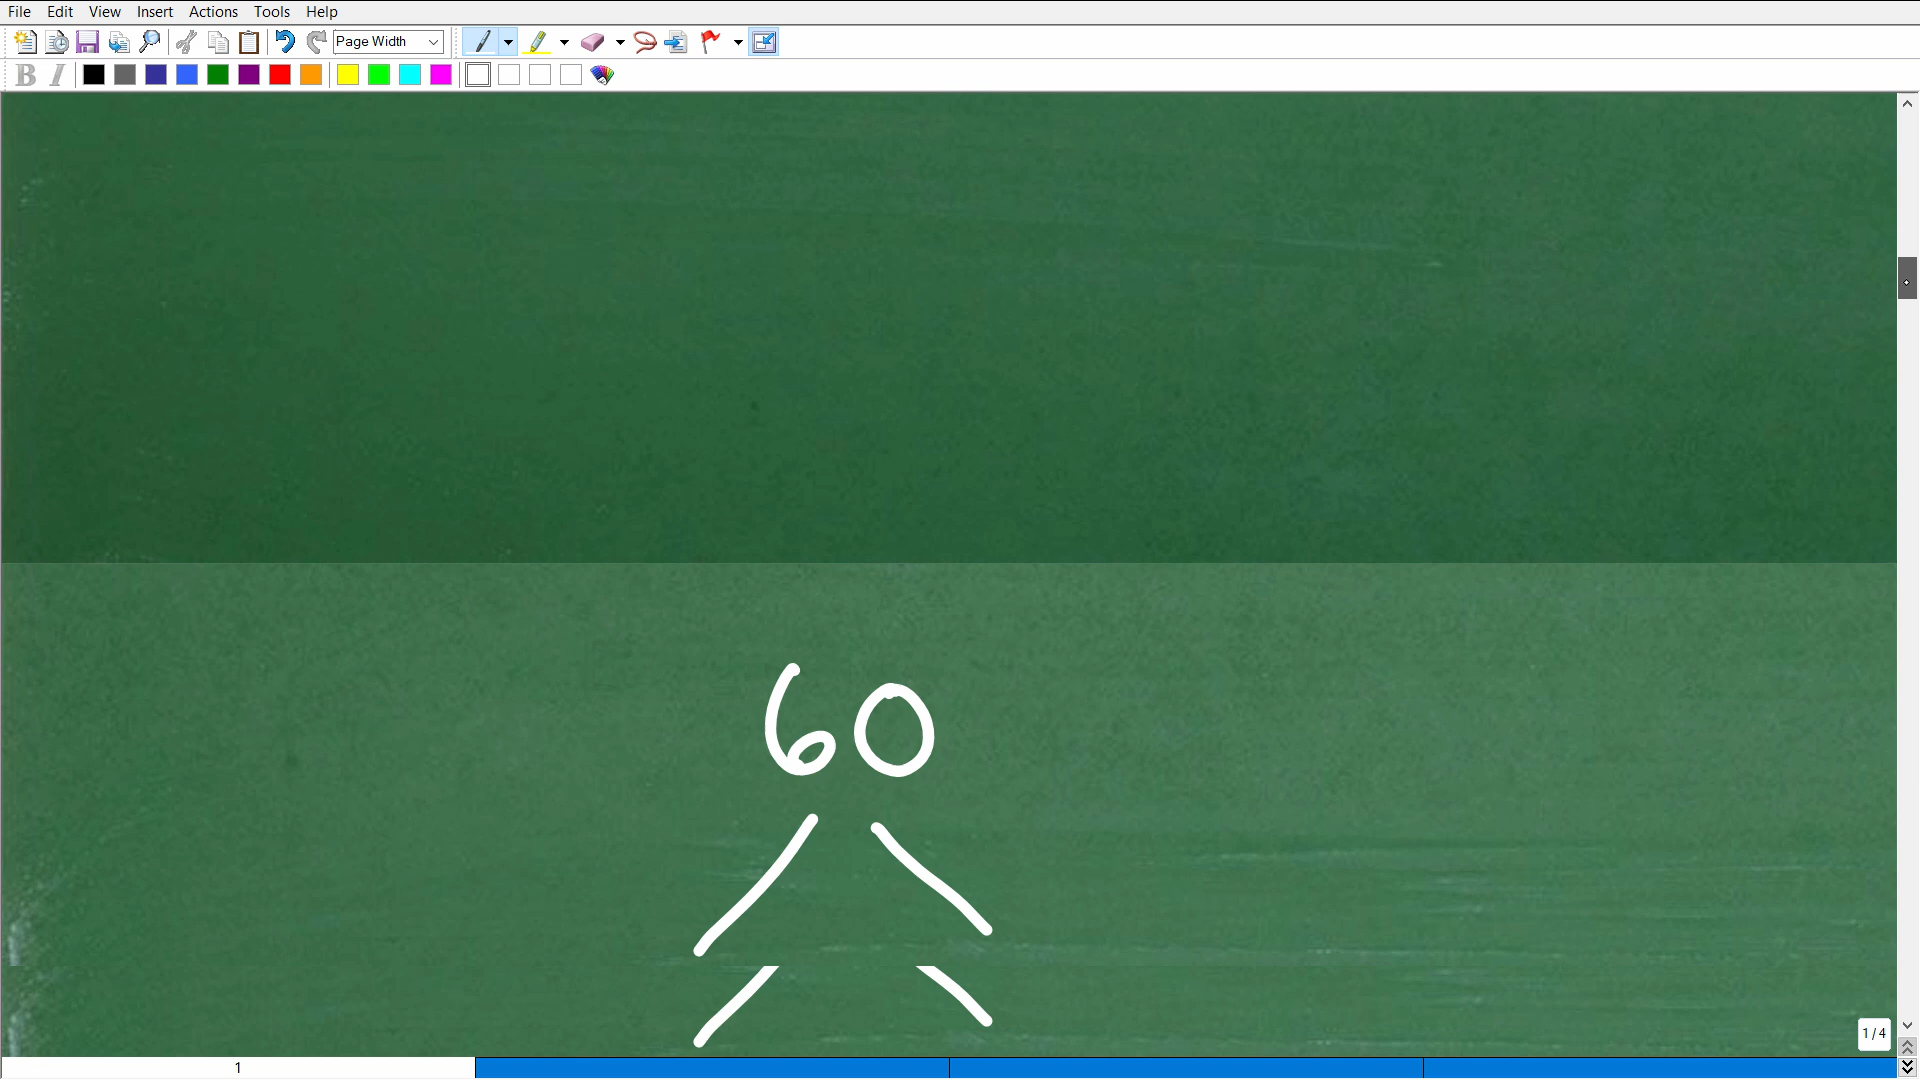 File Edit View Insert Actions Tools Help
Page Width
B I
60
1 / 4
1